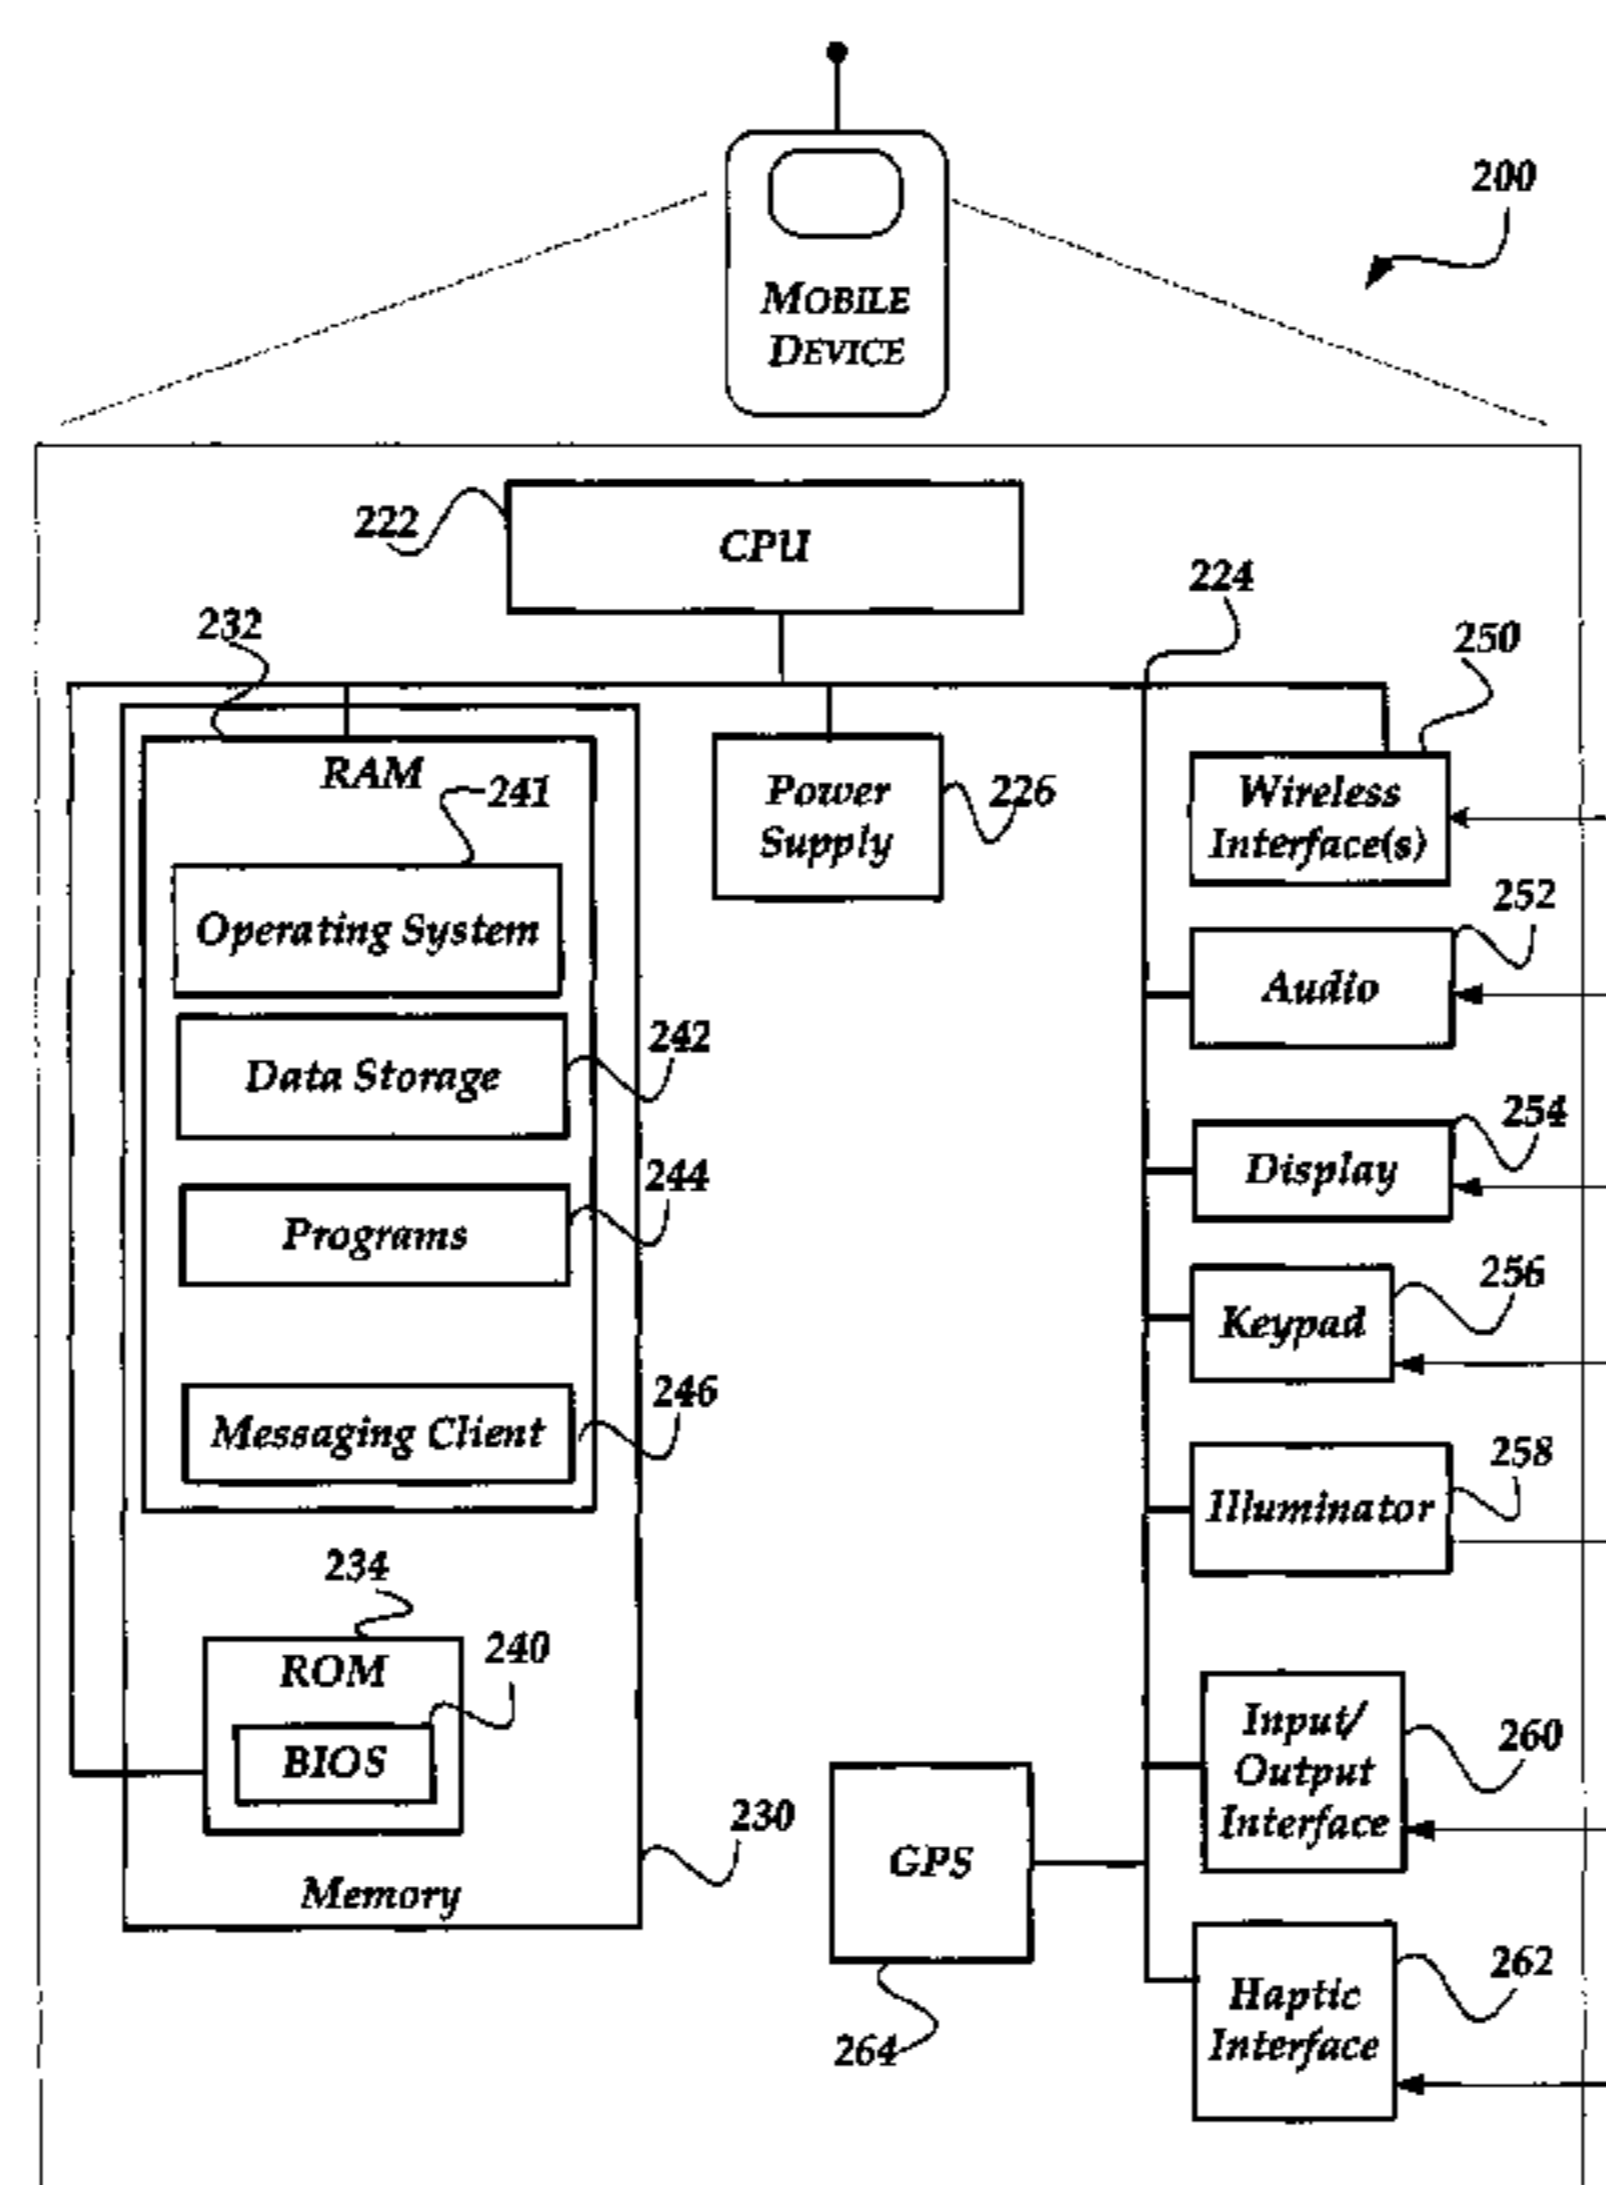 200
MOBILE
DEVICE
222
CPU
224
232
250
RAM
241
Power
Supply
226
Wireless
Interface(s)
252
Operating System
Audio
242
Data Storage
254
Display
244
Programs
256
Keypad
246
Messaging Client
258
Illuminator
234
240
ROM
BIOS
260
Input/
Output
Interface
230
GPS
Memory
262
Haptic
Interface
264